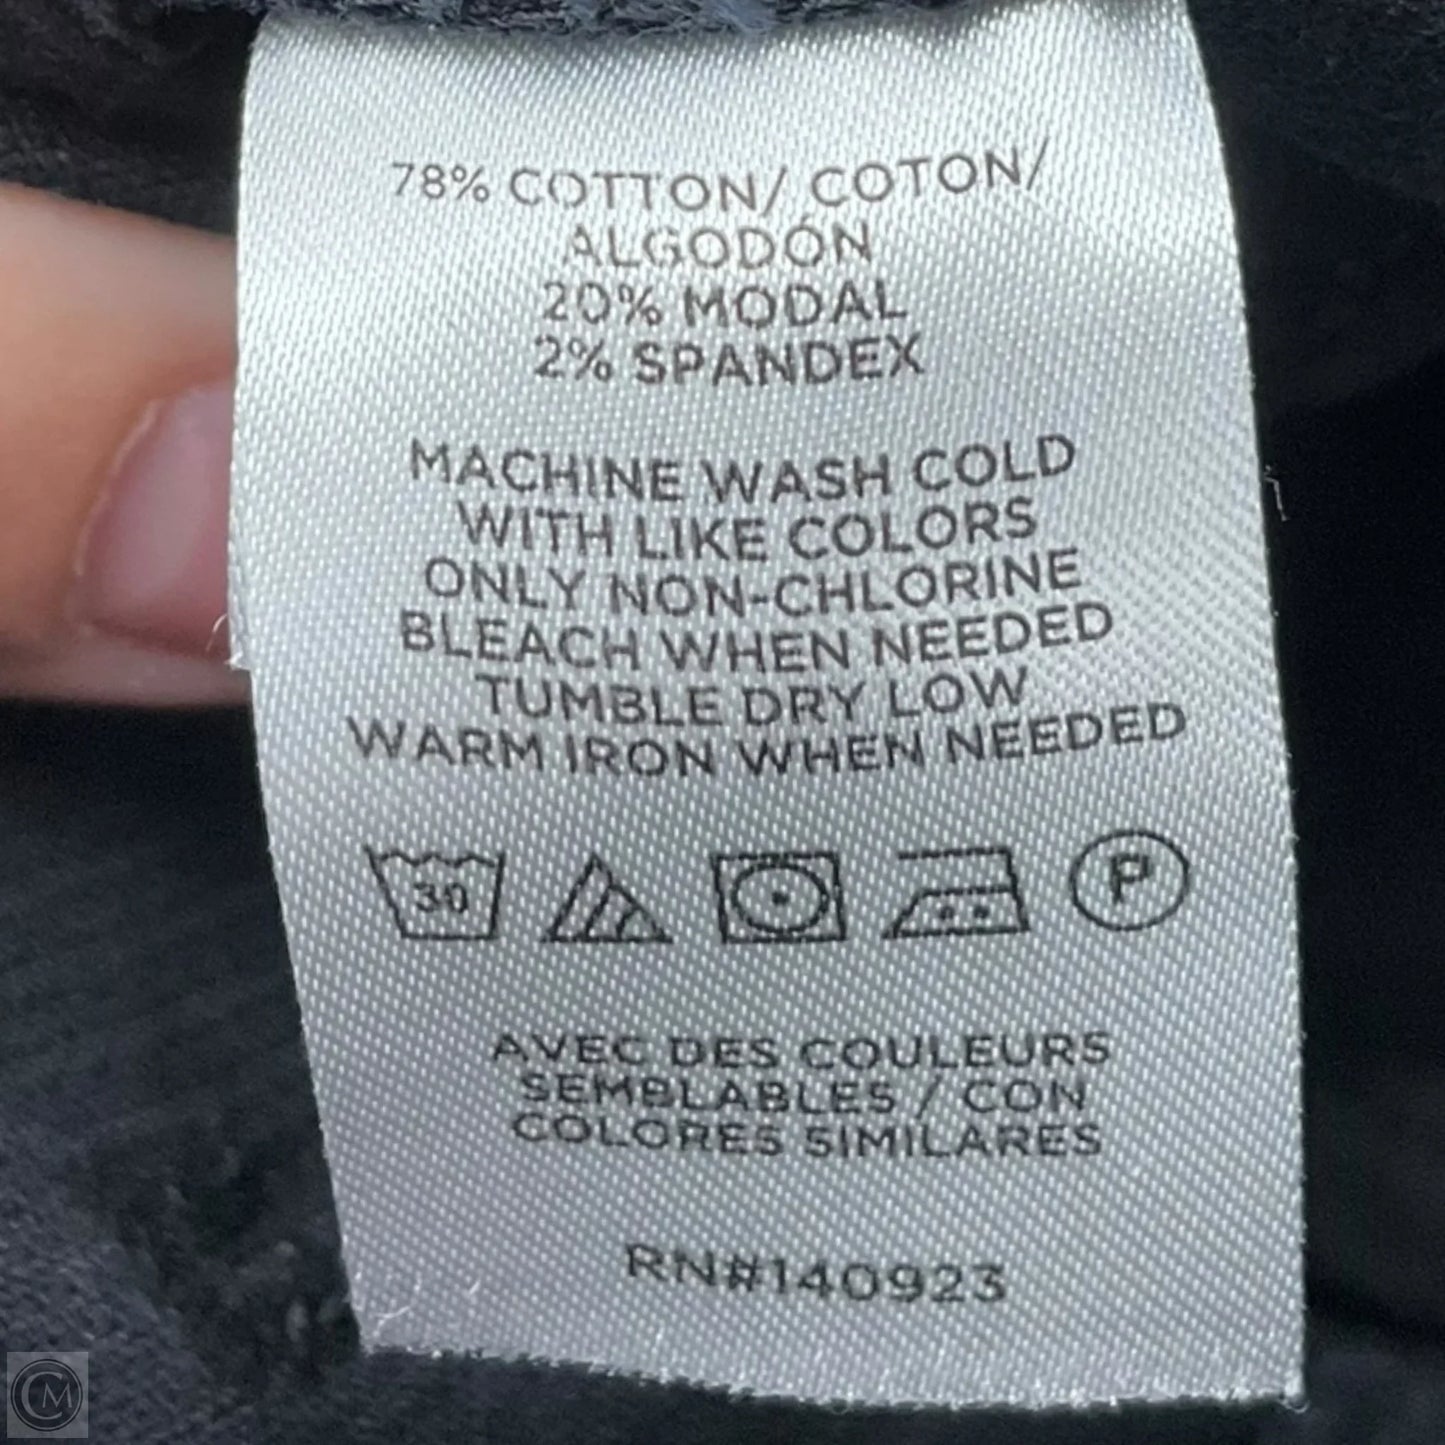 78% COTTON/ COTON/
ALGODÓN
20% MODAL
2% SPANDEX
MACHINE WASH COLD
WITH LIKE COLORS
ONLY NON-CHLORINE
BLEACH WHEN NEEDED
TUMBLE DRY LOW
WARM IRON WHEN NEEDED
30 P
AVEC DES COULEURS
SEMBLABLES / CON
COLORES SIMILARES
RN#140923
CM